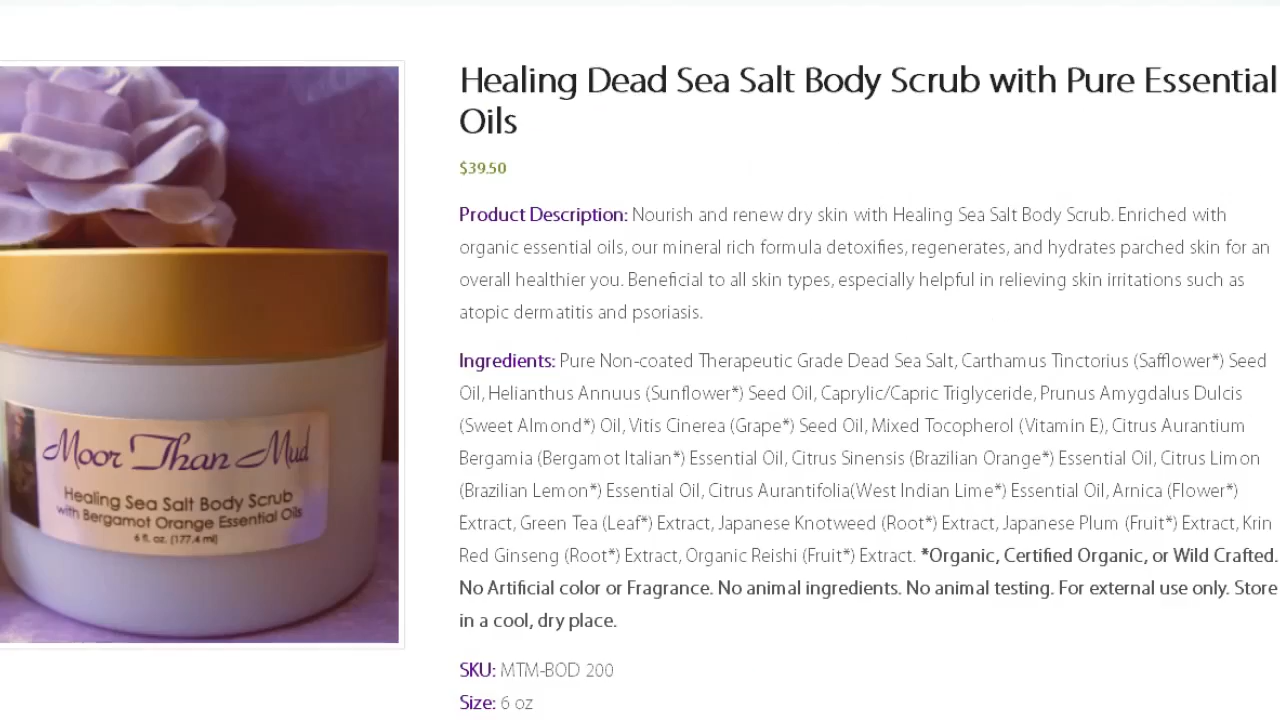 Healing Dead Sea Salt Body Scrub with Pure Essential
Oils
$39.50
Product Description: Nourish and renew dry skin with Healing Sea Salt Body Scrub. Enriched with
organic essential oils, our mineral rich formula detoxifies, regenerates, and hydrates parched skin for an
overall healthier you. Beneficial to all skin types, especially helpful in relieving skin irritations such as
atopic dermatitis and psoriasis.
Ingredients: Pure Non-coated Therapeutic Grade Dead Sea Salt, Carthamus Tinctorius (Safflower*) Seed
Oil, Helianthus Annuus (Sunflower*) Seed Oil, Caprylic/Capric Triglyceride, Prunus Amygdalus Dulcis
(Sweet Almond*) Oil, Vitis Cinerea (Grape*) Seed Oil, Mixed Tocopherol (Vitamin E), Citrus Aurantium
Bergamia (Bergamot Italian*) Essential Oil, Citrus Sinensis (Brazilian Orange*) Essential Oil, Citrus Limon
(Brazilian Lemon*) Essential Oil, Citrus Aurantifolia(West Indian Lime*) Essential Oil, Arnica (Flower*)
Extract, Green Tea (Leaf*) Extract, Japanese Knotweed (Root*) Extract, Japanese Plum (Fruit*) Extract, Krin
Red Ginseng (Root*) Extract, Organic Reishi (Fruit*) Extract. *Organic, Certified Organic, or Wild Crafted.
No Artificial color or Fragrance. No animal ingredients. No animal testing. For external use only. Store
in a cool, dry place.
SKU: MTM-BOD 200
Size: 6 oz
Moor Than Mud
Healing Sea Salt Body Scrub
with Bergamot Orange Essential Oils
6 fl. oz. (177.4 ml)